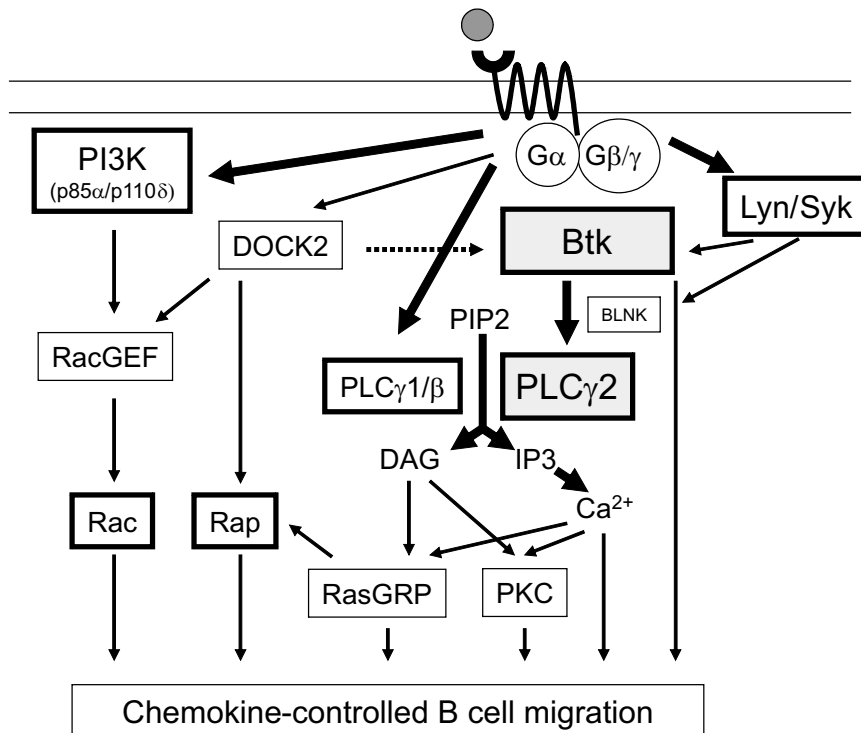 Gα
Gβ/γ
PI3K
(p85α/p110δ)
Lyn/Syk
DOCK2
Btk
PIP2
BLNK
RacGEF
PLCγ1/β
PLCγ2
DAG
IP3
Ca²⁺
Rac
Rap
RasGRP
PKC
Chemokine-controlled B cell migration